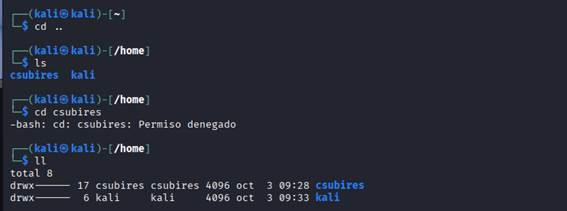 ┌──(kali㉿kali)-[~]
└─$ cd ..
┌──(kali㉿kali)-[/home]
└─$ ls
csubires  kali
┌──(kali㉿kali)-[/home]
└─$ cd csubires
-bash: cd: csubires: Permiso denegado
┌──(kali㉿kali)-[/home]
└─$ ll
total 8
drwx------ 17 csubires csubires 4096 oct  3 09:28 csubires
drwx------  6 kali     kali     4096 oct  3 09:33 kali